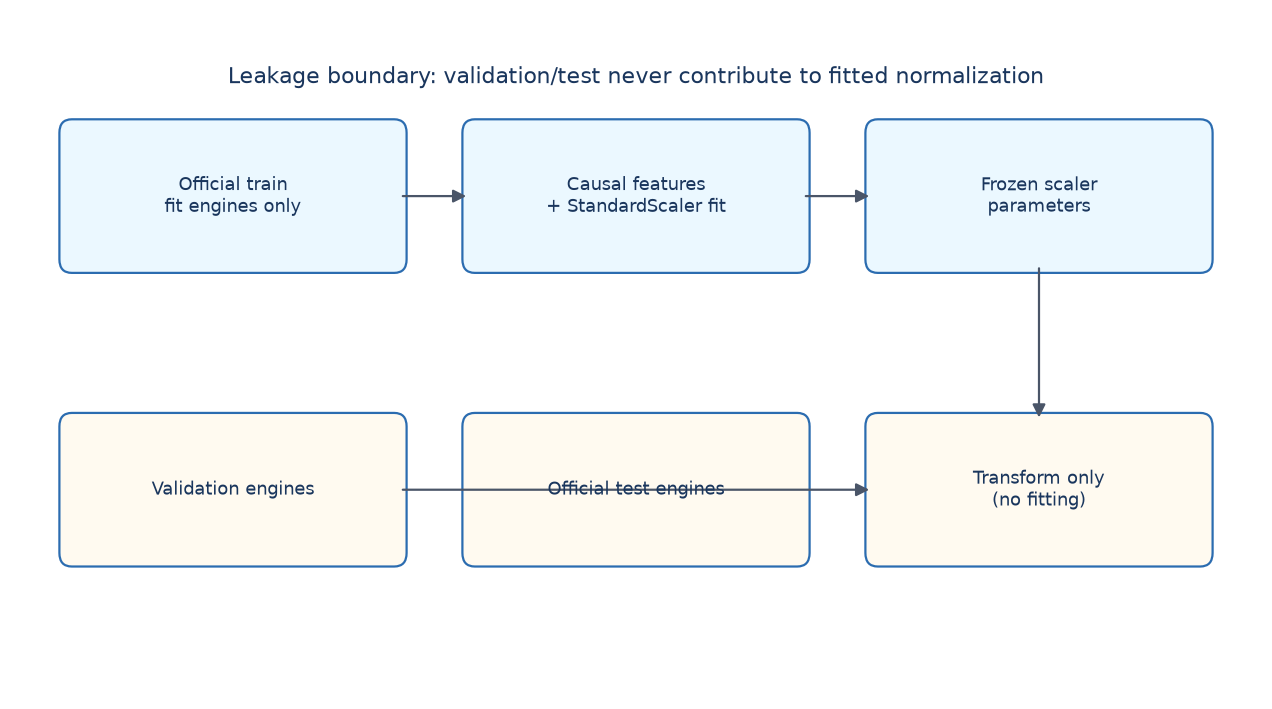 Leakage boundary: validation/test never contribute to fitted normalization
Official train
fit engines only
Causal features
+ StandardScaler fit
Frozen scaler
parameters
Validation engines
Official test engines
Transform only
(no fitting)